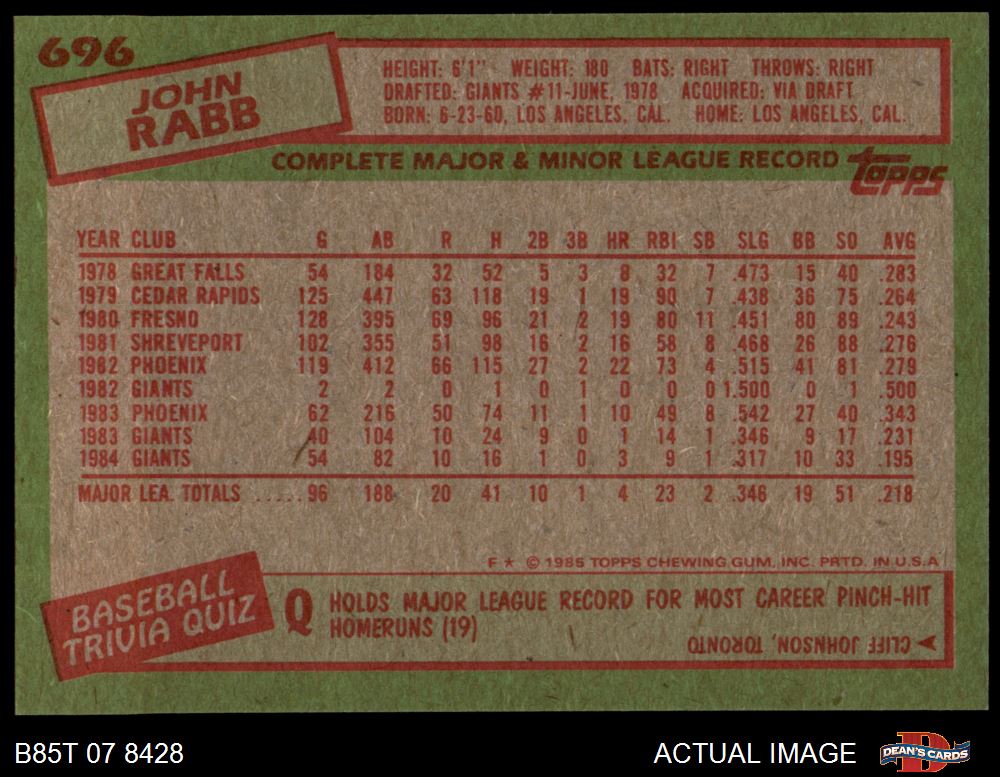 696
JOHN
RABB
HEIGHT: 6'1" WEIGHT: 180 BATS: RIGHT THROWS: RIGHT
DRAFTED: GIANTS #11-JUNE, 1978 ACQUIRED: VIA DRAFT
BORN: 6-23-60, LOS ANGELES, CAL. HOME: LOS ANGELES, CAL.
COMPLETE MAJOR & MINOR LEAGUE RECORD topps
YEAR CLUB G AB R H 2B 3B HR RBI SB SLG BB SO AVG
1978 GREAT FALLS 54 184 32 52 5 3 8 32 7 .473 15 40 .283
1979 CEDAR RAPIDS 125 447 63 118 19 1 19 90 7 .438 36 75 .264
1980 FRESNO 128 395 69 96 21 2 19 80 11 .451 80 89 .243
1981 SHREVEPORT 102 355 51 98 16 2 16 58 8 .468 26 88 .276
1982 PHOENIX 119 412 66 115 27 2 22 73 4 .515 41 81 .279
1982 GIANTS 2 2 0 1 0 1 0 0 0 1.500 0 1 .500
1983 PHOENIX 62 216 50 74 11 1 10 49 8 .542 27 40 .343
1983 GIANTS 40 104 10 24 9 0 1 14 1 .346 9 17 .231
1984 GIANTS 54 82 10 16 1 0 3 9 1 .317 10 33 .195
MAJOR LEA. TOTALS ..... 96 188 20 41 10 1 4 23 2 .346 19 51 .218
F ★ © 1985 TOPPS CHEWING GUM, INC. PRTD. IN U.S.A
BASEBALL
TRIVIA QUIZ
Q HOLDS MAJOR LEAGUE RECORD FOR MOST CAREER PINCH-HIT
HOMERUNS (19)
CLIFF JOHNSON, TORONTO
B85T 07 8428
ACTUAL IMAGE
D
DEAN'S CARDS